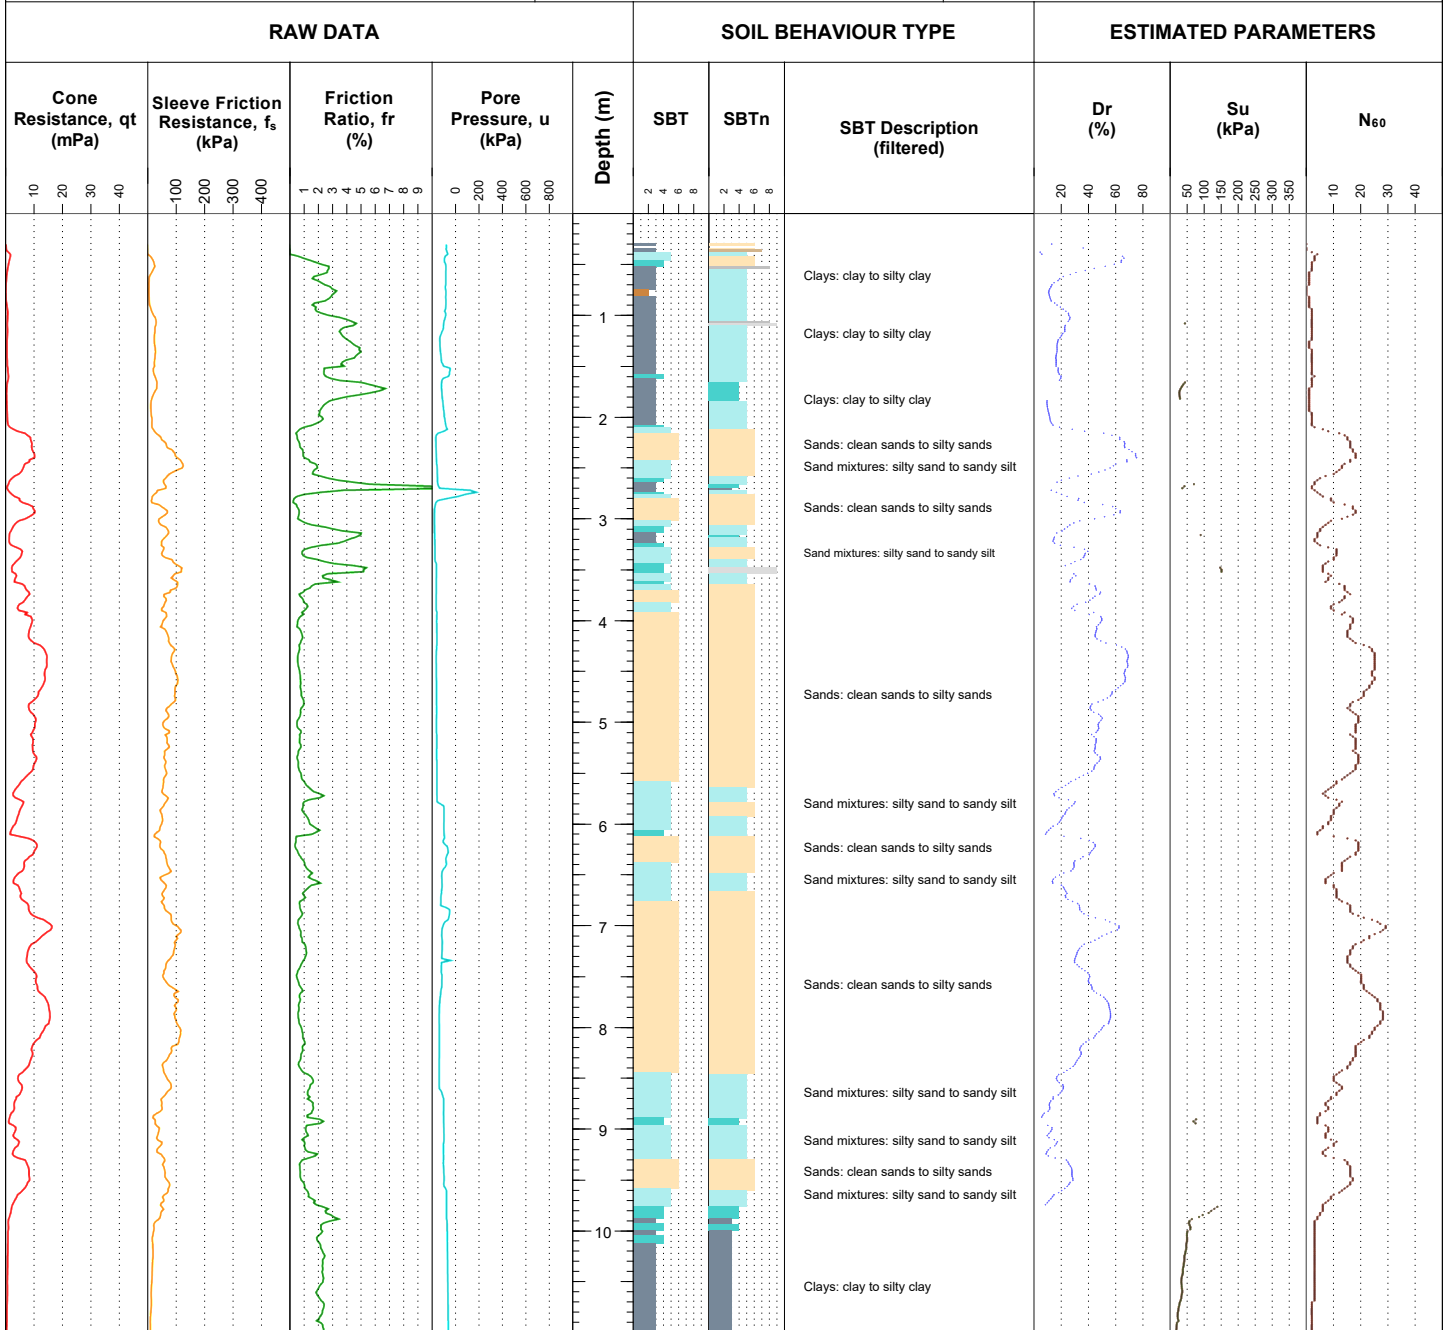 RAW DATA
SOIL BEHAVIOUR TYPE
ESTIMATED PARAMETERS
Cone
Resistance, qt
(mPa)
Sleeve Friction
Resistance, fs
(kPa)
Friction
Ratio, fr
(%)
Pore
Pressure, u
(kPa)
Depth (m)
SBT
SBTn
SBT Description
(filtered)
Dr
(%)
Su
(kPa)
N60
10 20 40
100 200 300 400
1 2 3 4 5 6 7 8 9
0 200 400 600 800
2 4 6 8
2 4 6 8
20 40 60 80
50 100 150 200 250 300 350
10 20 30 40
Clays: clay to silty clay
1
Clays: clay to silty clay
Clays: clay to silty clay
2
Sands: clean sands to silty sands
Sand mixtures: silty sand to sandy silt
Sands: clean sands to silty sands
3
Sand mixtures: silty sand to sandy silt
4
Sands: clean sands to silty sands
5
Sand mixtures: silty sand to sandy silt
6
Sands: clean sands to silty sands
Sand mixtures: silty sand to sandy silt
7
Sands: clean sands to silty sands
8
Sand mixtures: silty sand to sandy silt
9
Sand mixtures: silty sand to sandy silt
Sands: clean sands to silty sands
Sand mixtures: silty sand to sandy silt
10
Clays: clay to silty clay